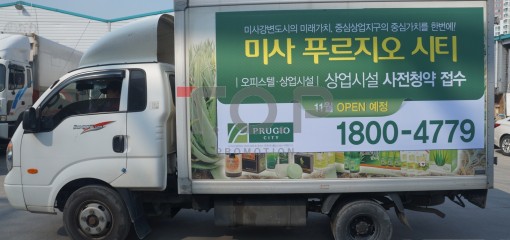 미사강변도시의 미래가치, 중심상업지구의 중심가치를 한번에!
미사 푸르지오 시티
| 오피스텔·상업시설 | 상업시설 사전청약 접수
11월 OPEN 예정
PRUGIO
CITY
1800-4779
TOP
PROMOTION